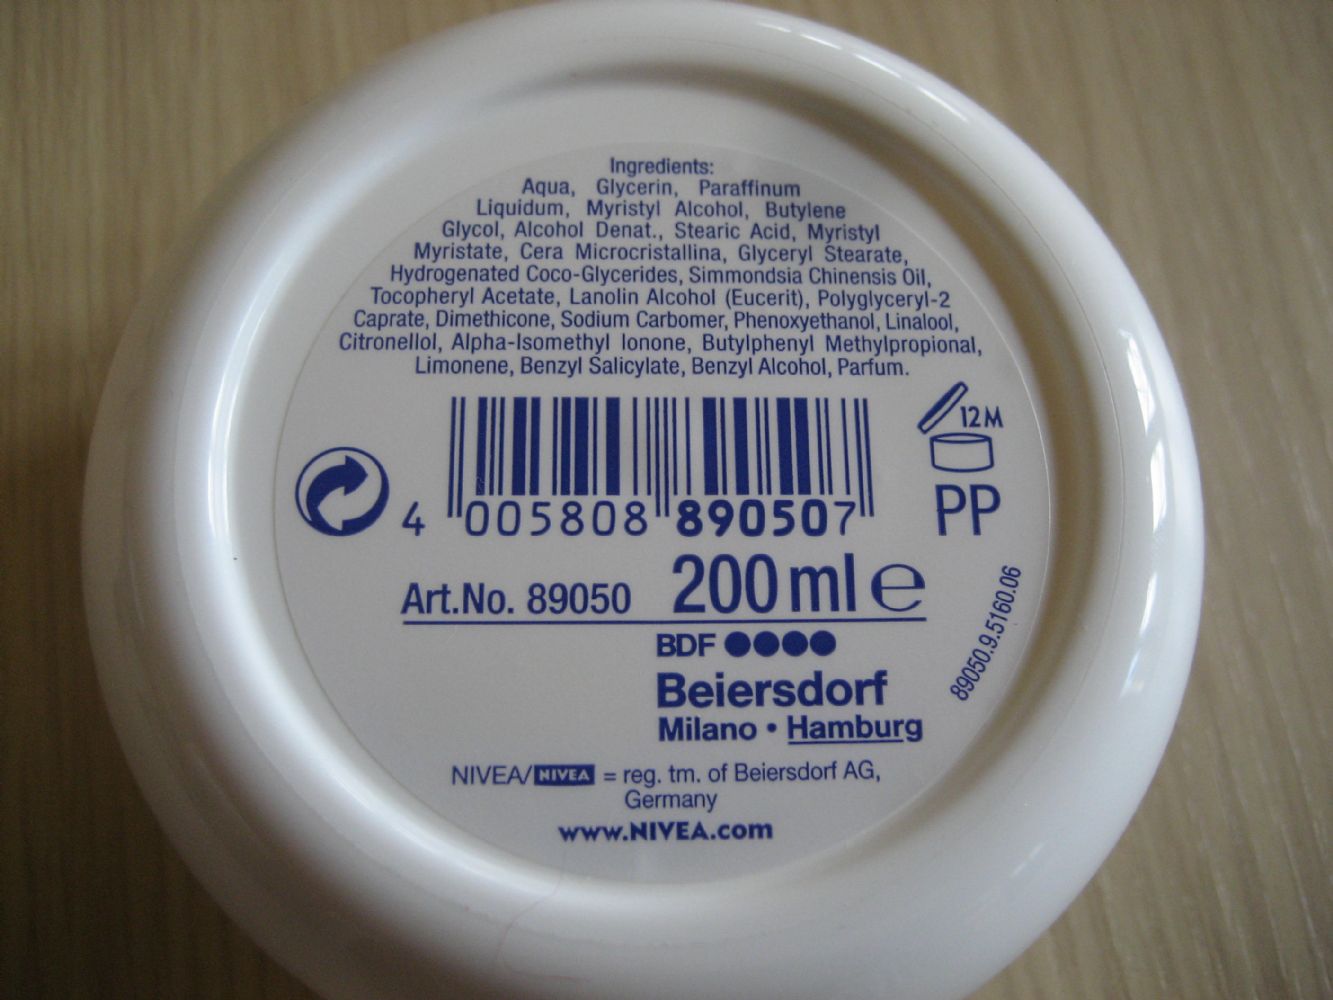 Ingredients:
Aqua, Glycerin, Paraffinum
Liquidum, Myristyl Alcohol, Butylene
Glycol, Alcohol Denat., Stearic Acid, Myristyl
Myristate, Cera Microcristallina, Glyceryl Stearate,
Hydrogenated Coco-Glycerides, Simmondsia Chinensis Oil,
Tocopheryl Acetate, Lanolin Alcohol (Eucerit), Polyglyceryl-2
Caprate, Dimethicone, Sodium Carbomer, Phenoxyethanol, Linalool,
Citronellol, Alpha-Isomethyl Ionone, Butylphenyl Methylpropional,
Limonene, Benzyl Salicylate, Benzyl Alcohol, Parfum.
12M
PP
4 005808 890507
Art.No. 89050 200 ml e
BDF ●●●●
Beiersdorf
Milano • Hamburg
89050.9.5160.06
NIVEA/NIVEA = reg. tm. of Beiersdorf AG,
Germany
www.NIVEA.com